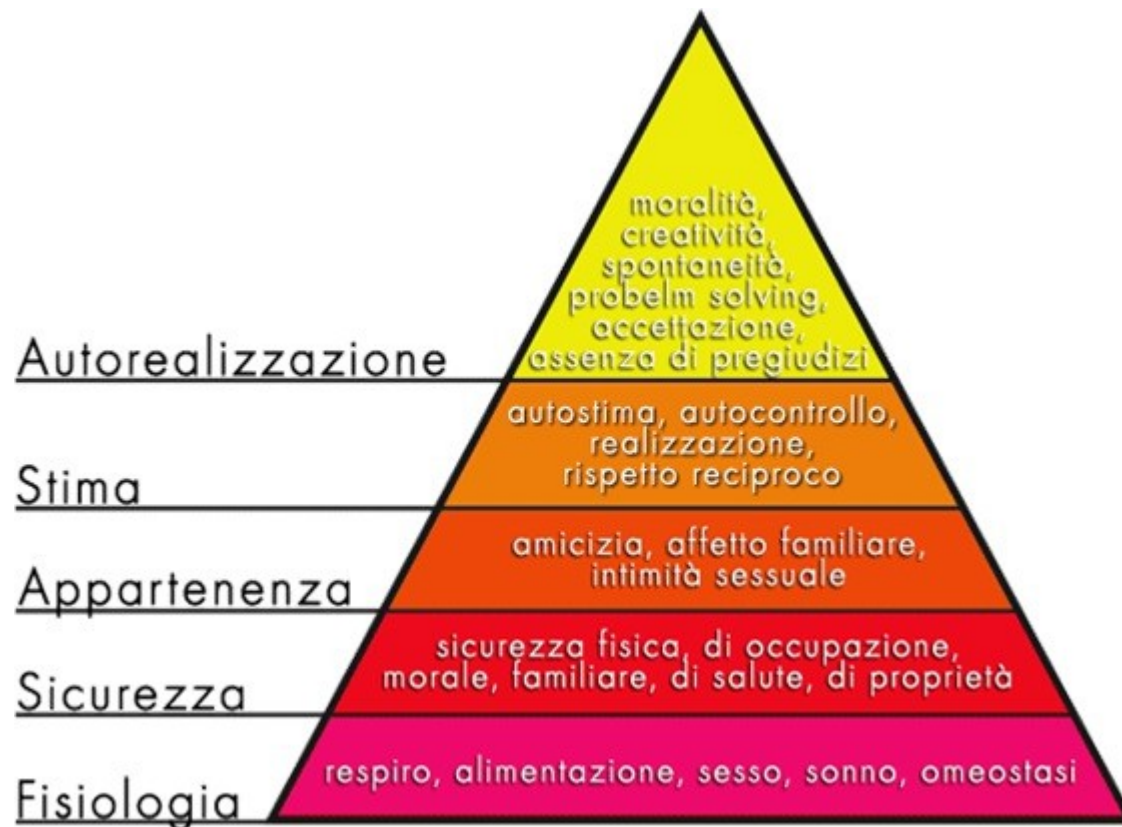 moralità,
creatività,
spontaneità,
probelm solving,
accettazione,
assenza di pregiudizi
Autorealizzazione
autostima, autocontrollo,
realizzazione,
rispetto reciproco
Stima
amicizia, affetto familiare,
intimità sessuale
Appartenenza
sicurezza fisica, di occupazione,
morale, familiare, di salute, di proprietà
Sicurezza
respiro, alimentazione, sesso, sonno, omeostasi
Fisiologia